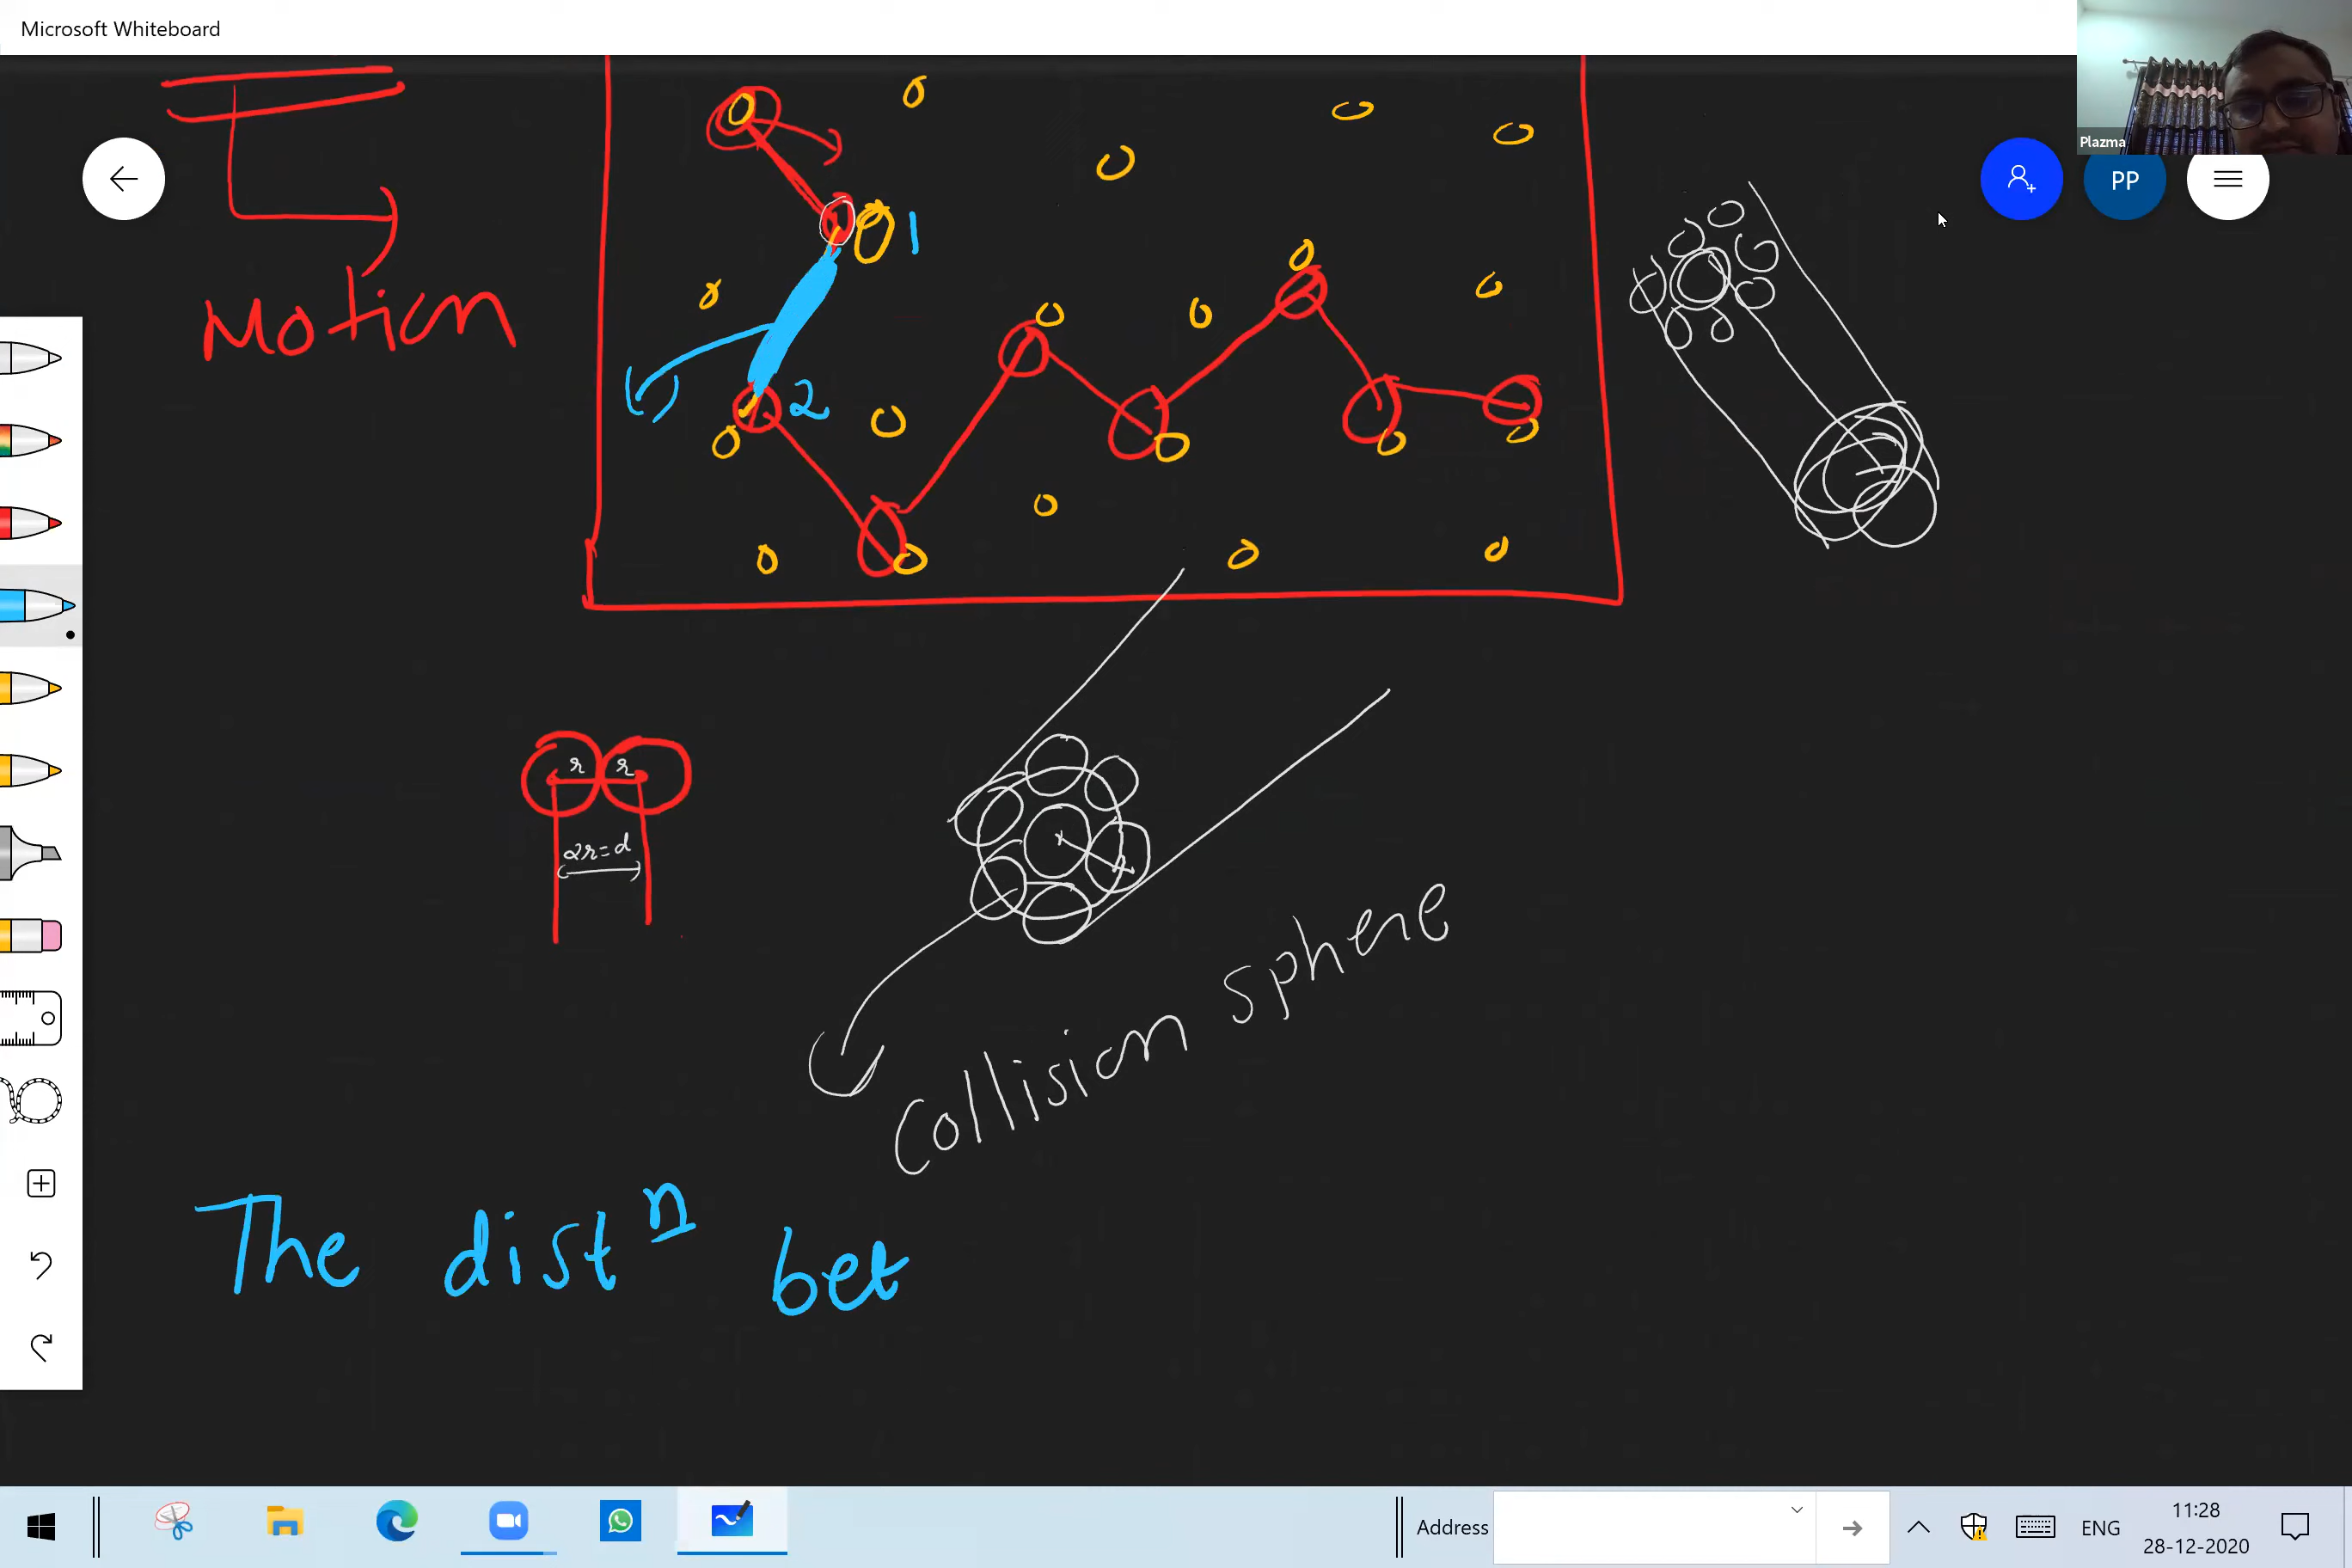 Microsoft Whiteboard
Plazma
PP
1
Motion
2
r r
2r=d
Collision sphere
The distⁿ bet
Address
ENG
11:28
28-12-2020